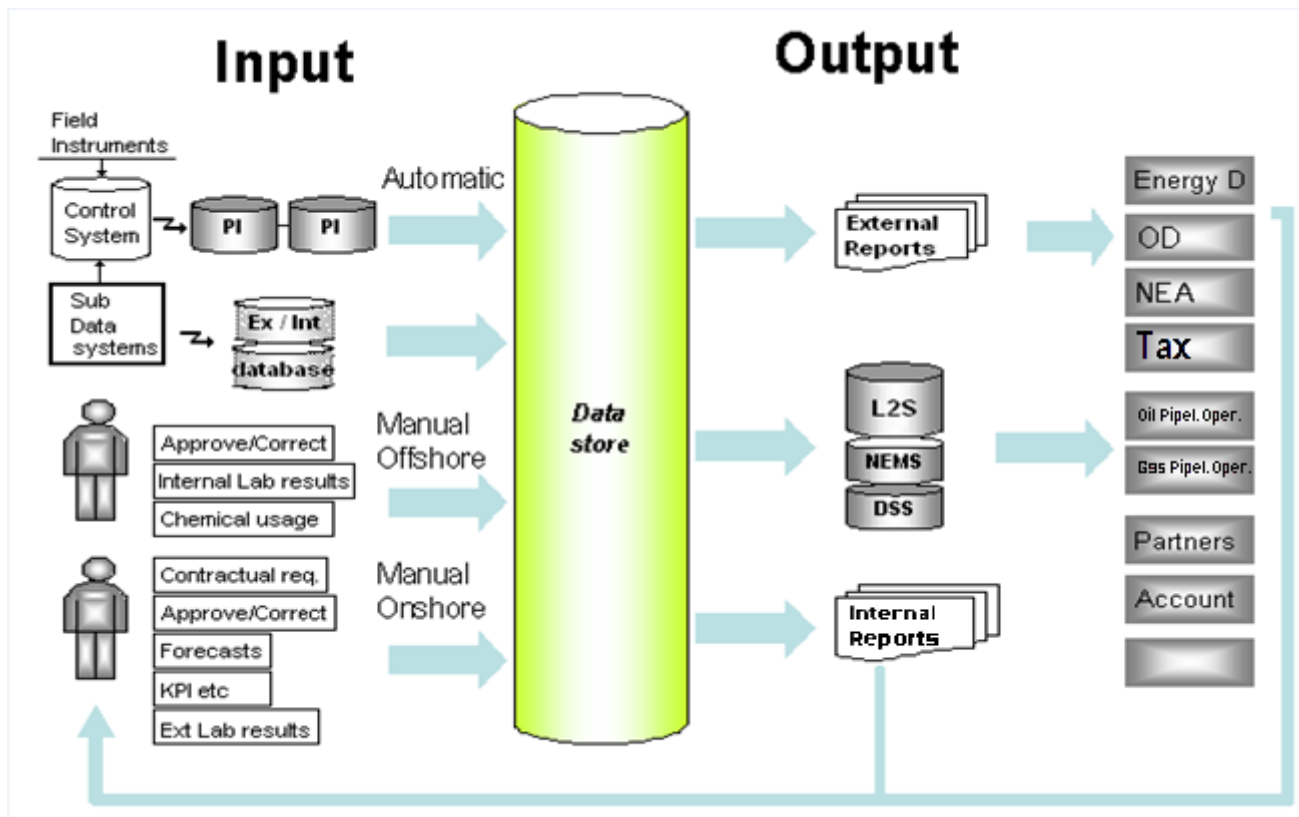 Input
Output
Field
Instruments
Control
System
PI
PI
Automatic
Sub
Data
systems
Ex / Int
database
Approve/Correct
Internal Lab results
Chemical usage
Manual
Offshore
Contractual req.
Approve/Correct
Forecasts
KPI etc
Ext Lab results
Manual
Onshore
Data
store
External
Reports
L2S
NEMS
DSS
Internal
Reports
Energy D
OD
NEA
Tax
Oil Pipel. Oper.
Gas Pipel. Oper.
Partners
Account